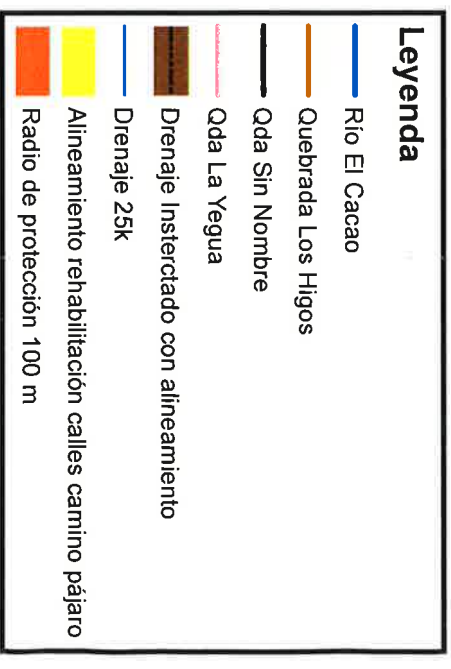 Leyenda
Río El Cacao
Quebrada Los Higos
Qda Sin Nombre
Qda La Yegua
Drenaje Insterctado con alineamiento
Drenaje 25k
Alineamiento rehabilitación calles camino pájaro
Radio de protección 100 m